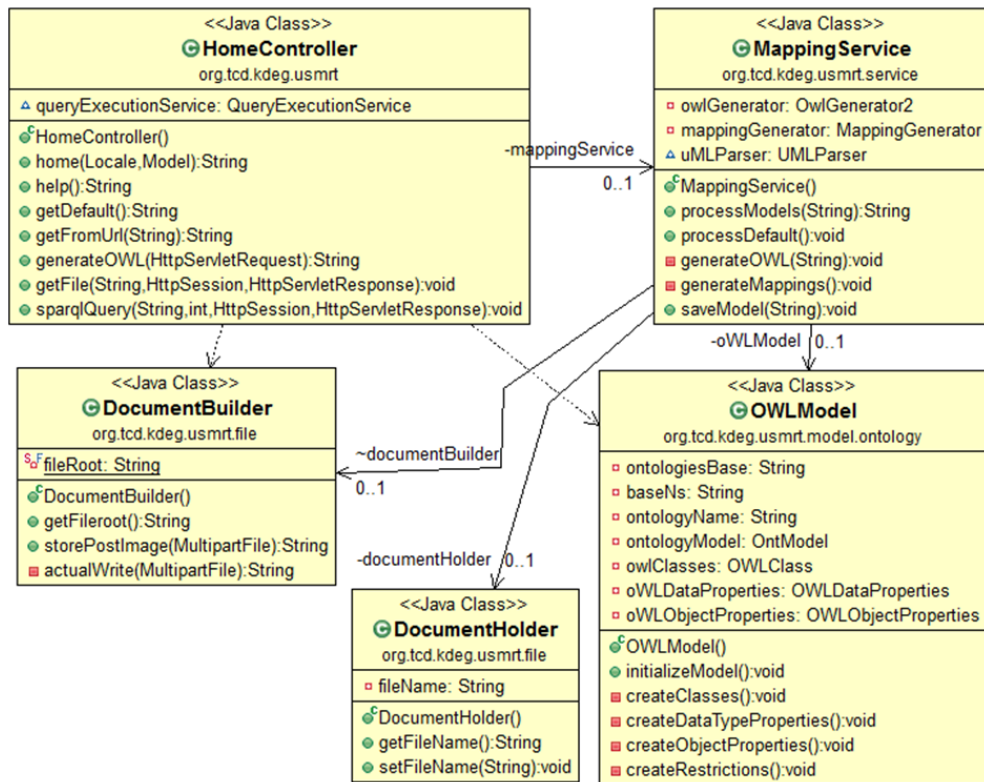 <<Java Class>>
HomeController
org.tcd.kdeg.usmrt
queryExecutionService: QueryExecutionService
HomeController()
home(Locale,Model):String
help():String
getDefault():String
getFromUrl(String):String
generateOWL(HttpServletRequest):String
getFile(String,HttpSession,HttpServletResponse):void
sparqlQuery(String,int,HttpSession,HttpServletResponse):void
-mappingService
0..1
<<Java Class>>
MappingService
org.tcd.kdeg.usmrt.service
owlGenerator: OwlGenerator2
mappingGenerator: MappingGenerator
uMLParser: UMLParser
MappingService()
processModels(String):String
processDefault():void
generateOWL(String):void
generateMappings():void
saveModel(String):void
-oWLModel
0..1
<<Java Class>>
DocumentBuilder
org.tcd.kdeg.usmrt.file
fileRoot: String
DocumentBuilder()
getFileroot():String
storePostImage(MultipartFile):String
actualWrite(MultipartFile):String
~documentBuilder
0..1
-documentHolder
0..1
<<Java Class>>
DocumentHolder
org.tcd.kdeg.usmrt.file
fileName: String
DocumentHolder()
getFileName():String
setFileName(String):void
<<Java Class>>
OWLModel
org.tcd.kdeg.usmrt.model.ontology
ontologiesBase: String
baseNs: String
ontologyName: String
ontologyModel: OntModel
owlClasses: OWLClass
oWLDataProperties: OWLDataProperties
oWLObjectProperties: OWLObjectProperties
OWLModel()
initializeModel():void
createClasses():void
createDataTypeProperties():void
createObjectProperties():void
createRestrictions():void